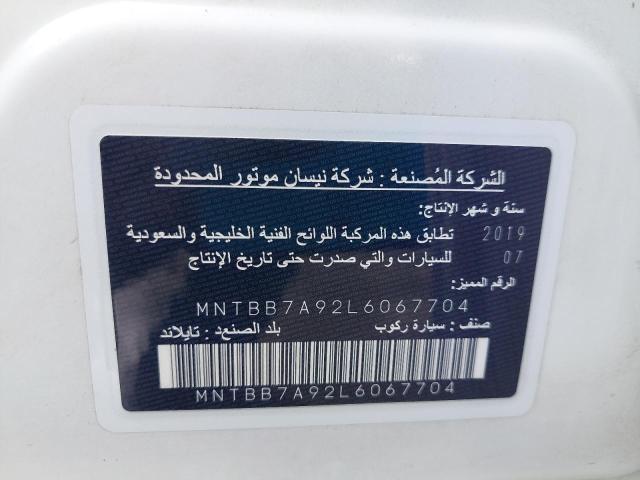 الشركة المُصنعة : شركة نيسان موتور المحدودة
سنة و شهر الإنتاج:
2019 تطابق هذه المركبة اللوائح الفنية الخليجية والسعودية
07 للسيارات والتي صدرت حتى تاريخ الإنتاج
الرقم المميز:
MNTBB7A92L6067704
صنف : سيارة ركوب بلد الصنعد : تايلاند
MNTBB7A92L6067704